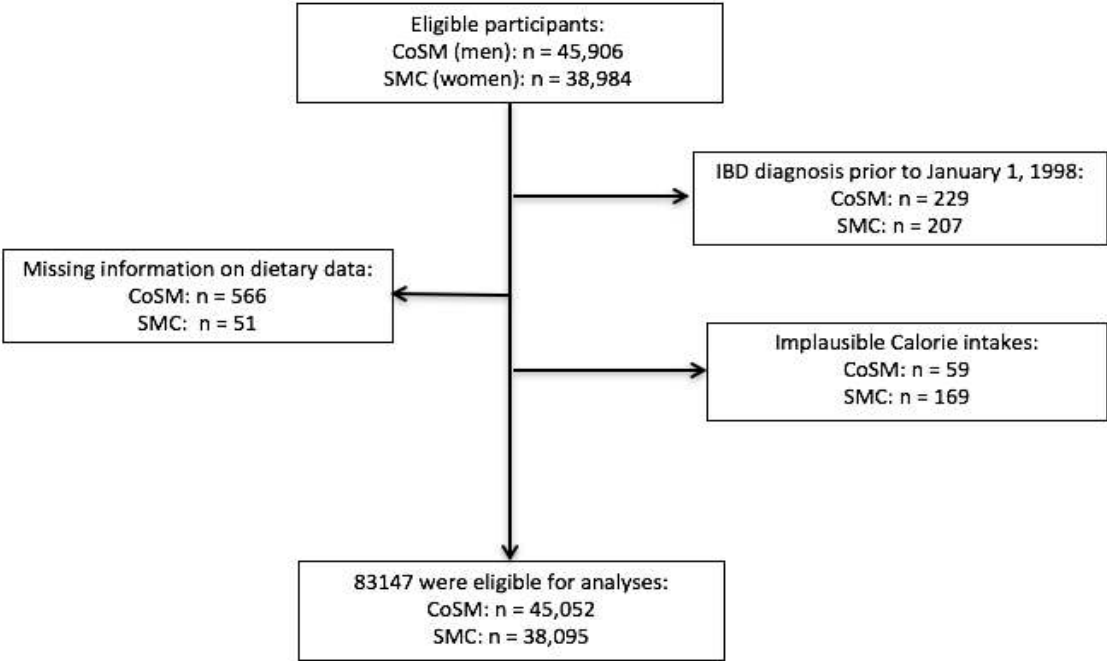 Eligible participants:
CoSM (men): n = 45,906
SMC (women): n = 38,984
IBD diagnosis prior to January 1, 1998:
CoSM: n = 229
SMC: n = 207
Missing information on dietary data:
CoSM: n = 566
SMC:  n = 51
Implausible Calorie intakes:
CoSM: n = 59
SMC: n = 169
83147 were eligible for analyses:
CoSM: n = 45,052
SMC: n = 38,095